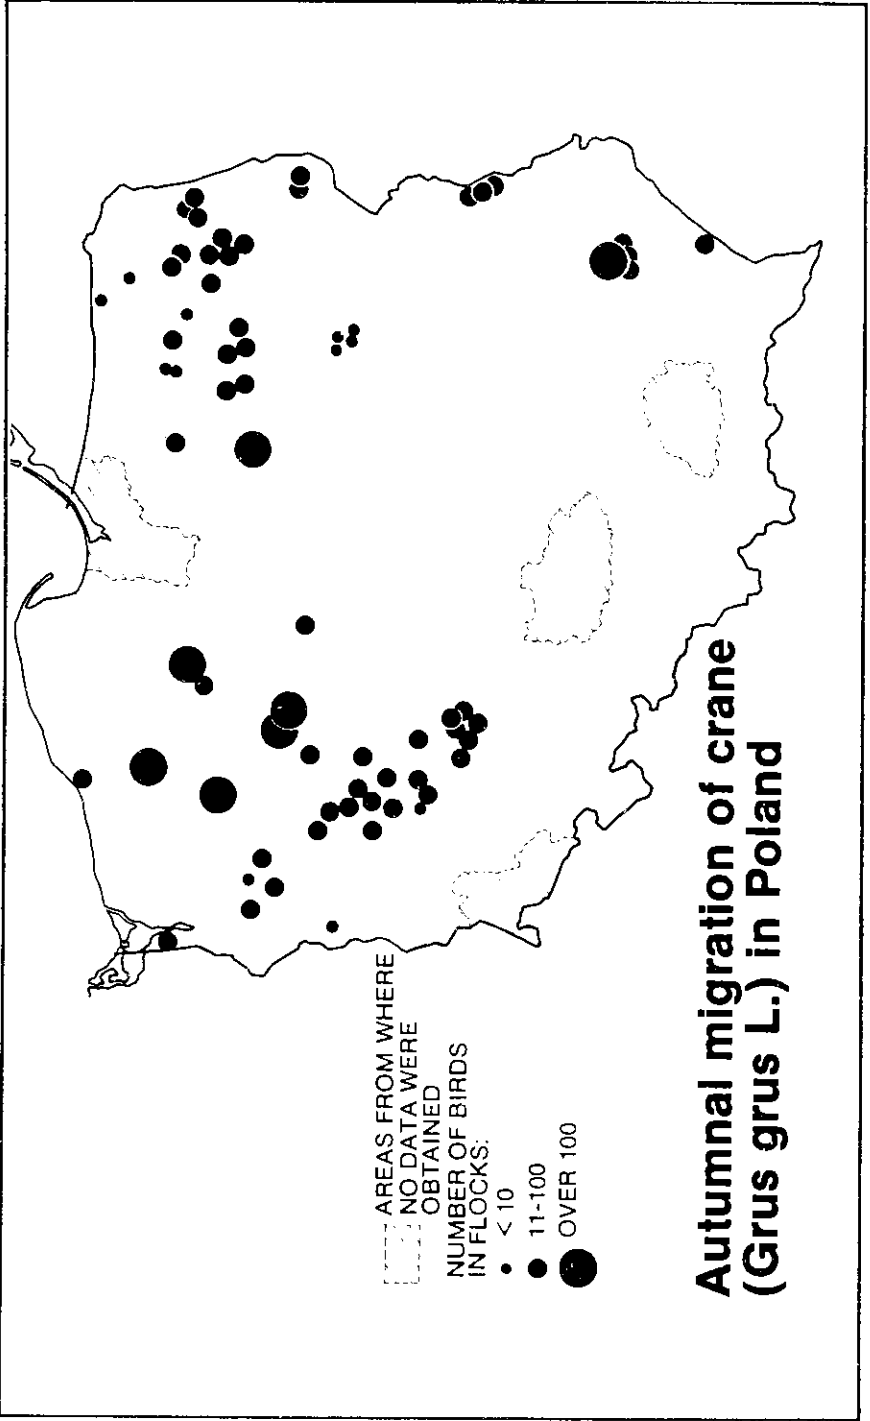 AREAS FROM WHERE
NO DATA WERE
OBTAINED
NUMBER OF BIRDS
IN FLOCKS:
< 10
11-100
OVER 100
Autumnal migration of crane
(Grus grus L.) in Poland